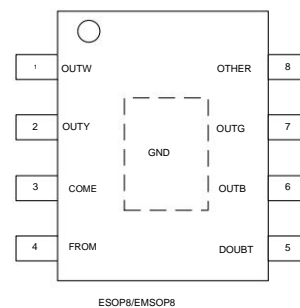 1 OUTW OTHER 8
2 OUTY OUTG 7
GND
3 COME OUTB 6
4 FROM DOUBT 5
ESOP8/EMSOP8